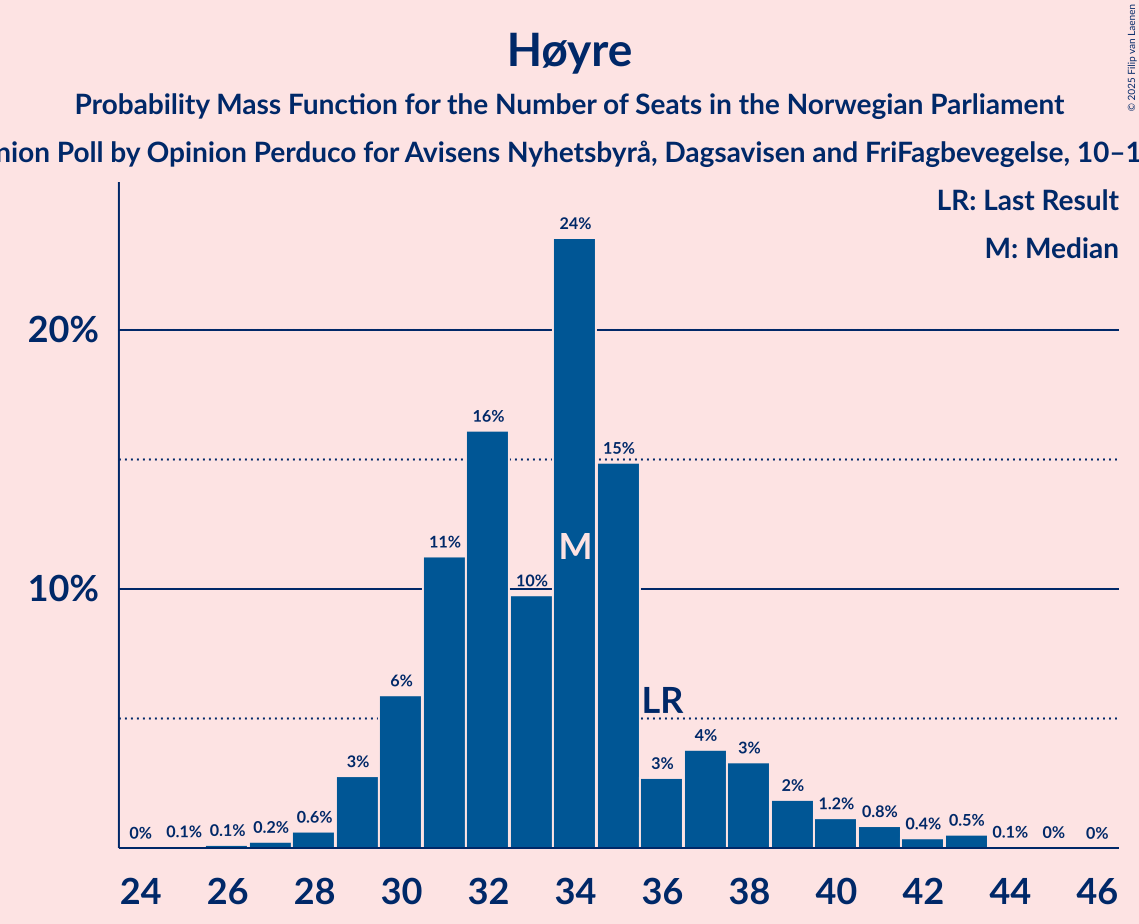 Høyre
Probability Mass Function for the Number of Seats in the Norwegian Parliament
Poll by Opinion Perduco for Avisens Nyhetsbyrå, Dagsavisen and FriFagbevegelse,
© 2025 Filip van Laenen
LR: Last Result
M: Median
24%
20%
16%
15%
11%
M
10%
10%
6%
LR
4%
3%
3%
3%
2%
1.2%
0.8%
0.6%
0.5%
0.4%
0.2%
0.1%
0.1%
0.1%
0%
0%
0%
24 26 28 30 32 34 36 38 40 42 44 46